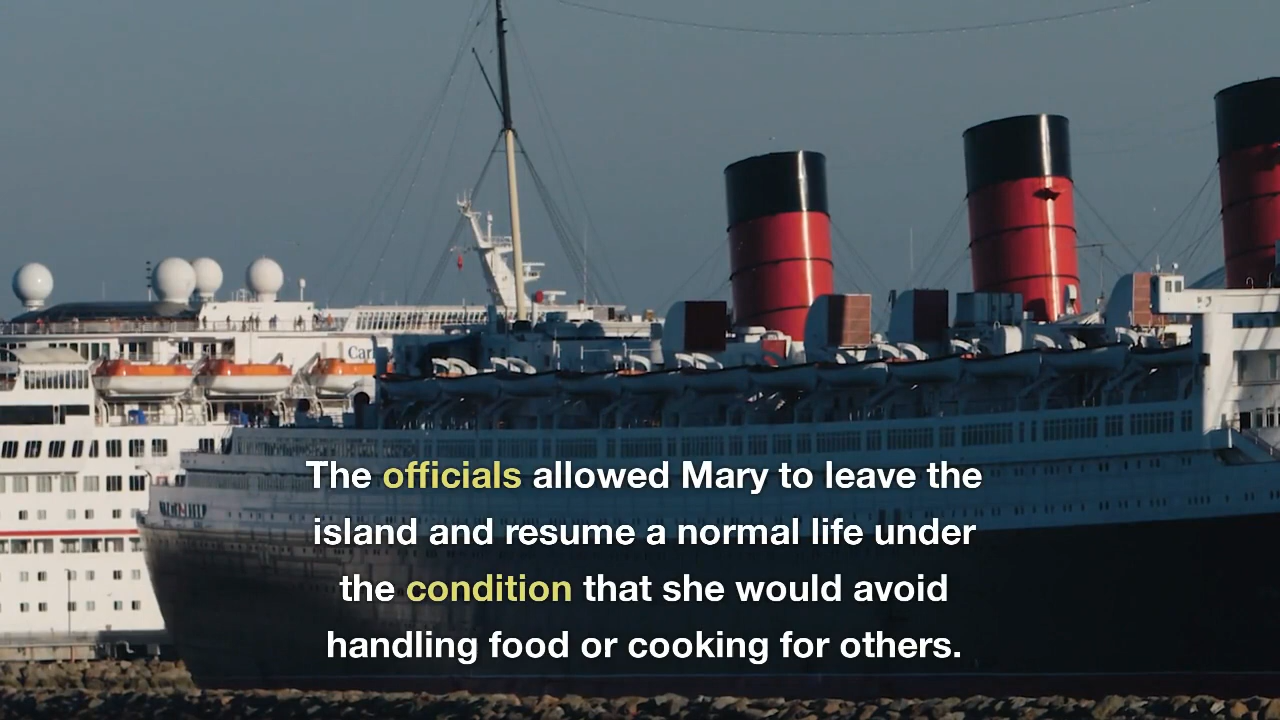 Carn
The officials allowed Mary to leave the
island and resume a normal life under
the condition that she would avoid
handling food or cooking for others.